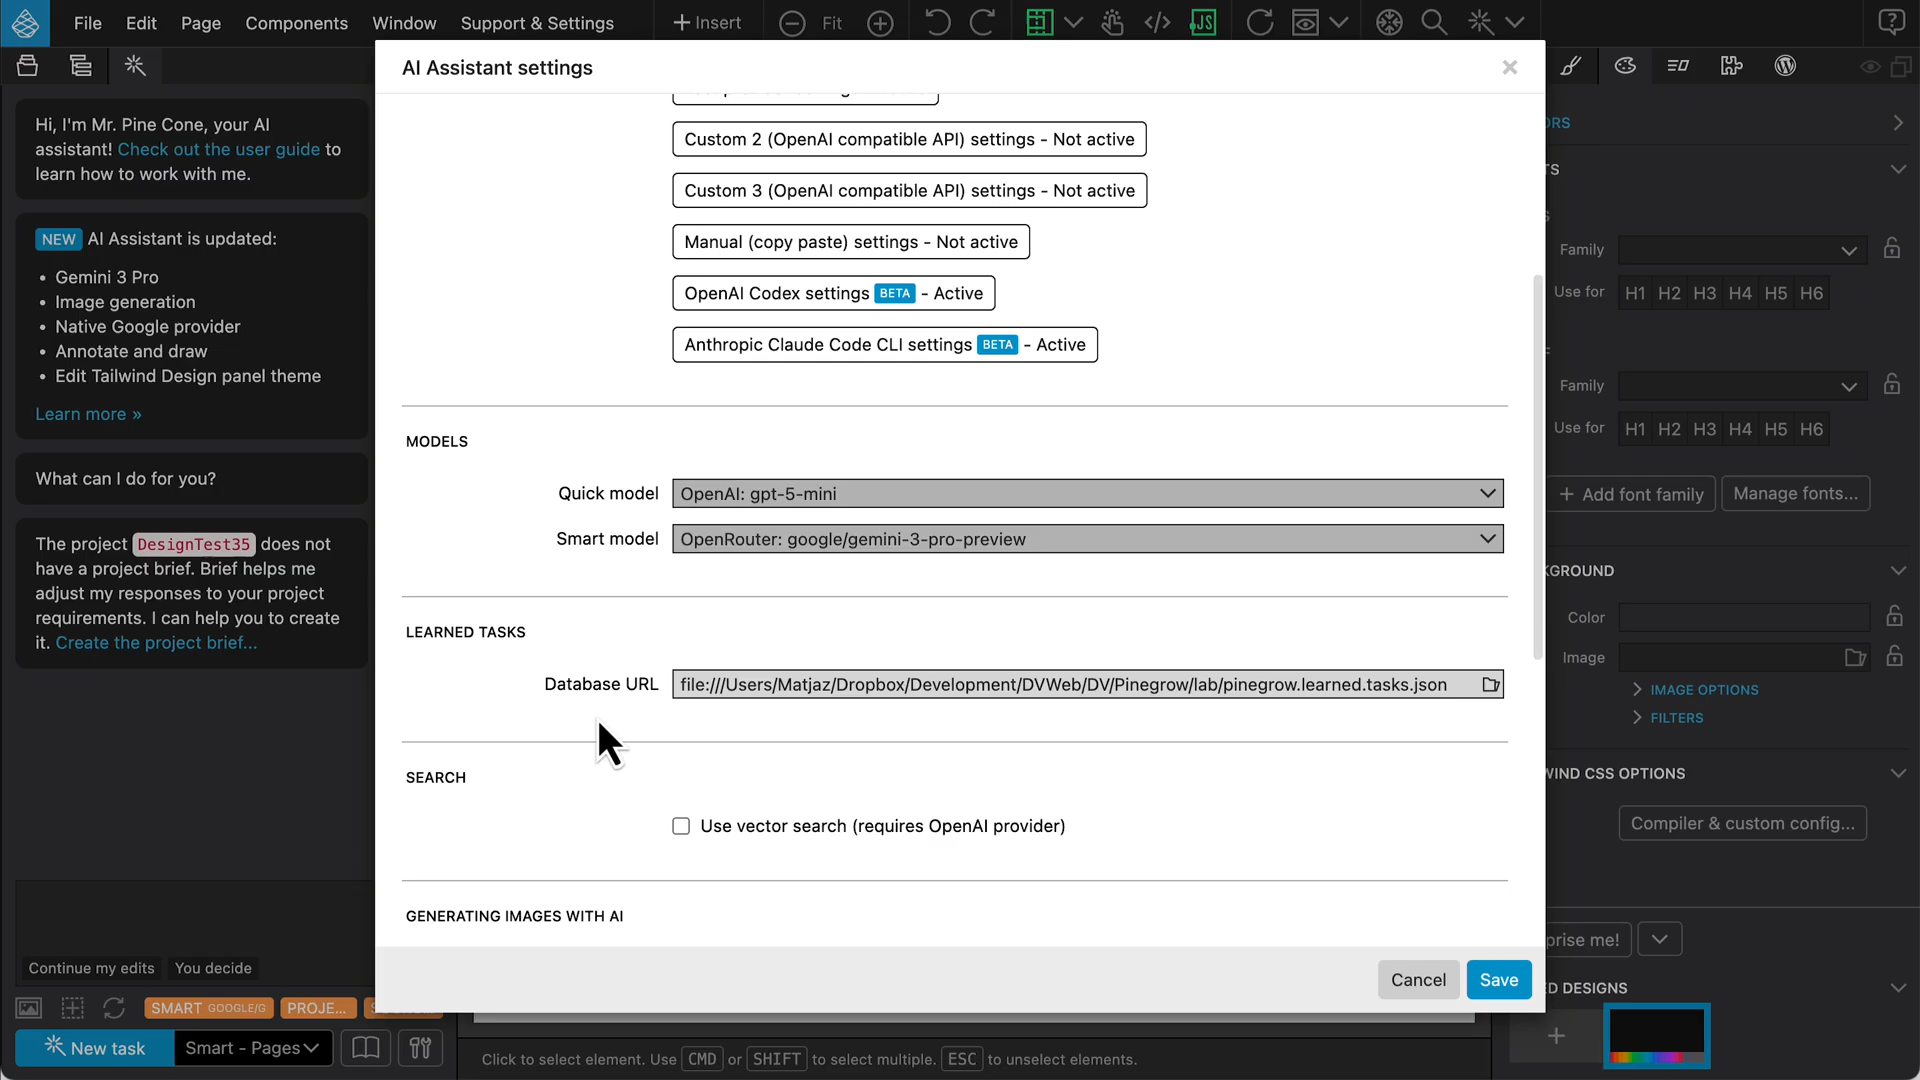 File Edit Page Components Window Support & Settings
Insert Fit
JS
AI Assistant settings
Hi, I'm Mr. Pine Cone, your AI
assistant! Check out the user guide to
learn how to work with me.
NEW AI Assistant is updated:
• Gemini 3 Pro
• Image generation
• Native Google provider
• Annotate and draw
• Edit Tailwind Design panel theme
Learn more »
What can I do for you?
The project DesignTest35 does not
have a project brief. Brief helps me
adjust my responses to your project
requirements. I can help you to create
it. Create the project brief...
Continue my edits You decide
SMART GOOGLE/G PROJE...
New task Smart - Pages
Custom 2 (OpenAI compatible API) settings - Not active
Custom 3 (OpenAI compatible API) settings - Not active
Manual (copy paste) settings - Not active
OpenAI Codex settings BETA - Active
Anthropic Claude Code CLI settings BETA - Active
MODELS
Quick model OpenAI: gpt-5-mini
Smart model OpenRouter: google/gemini-3-pro-preview
LEARNED TASKS
Database URL file:///Users/Matjaz/Dropbox/Development/DVWeb/DV/Pinegrow/lab/pinegrow.learned.tasks.json
SEARCH
Use vector search (requires OpenAI provider)
GENERATING IMAGES WITH AI
Cancel Save
Click to select element. Use CMD or SHIFT to select multiple. ESC to unselect elements.
ORS
TS
Family
Use for H1 H2 H3 H4 H5 H6
Family
Use for H1 H2 H3 H4 H5 H6
+ Add font family Manage fonts...
KGROUND
Color
Image
IMAGE OPTIONS
FILTERS
WIND CSS OPTIONS
Compiler & custom config...
prise me!
D DESIGNS
+